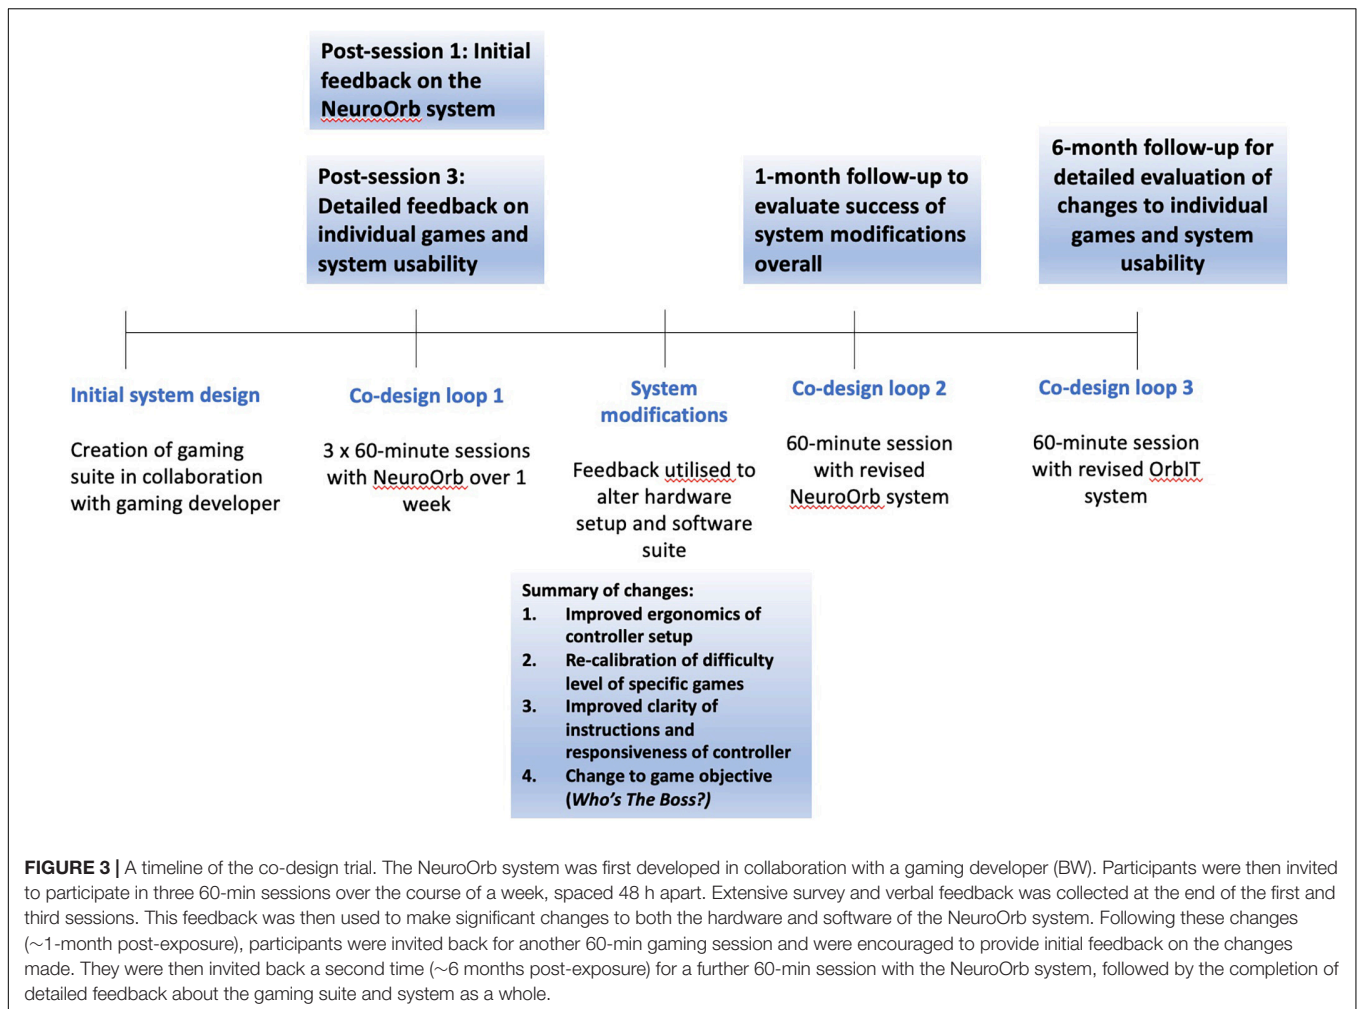 Post-session 1: Initial
feedback on the
NeuroOrb system
Post-session 3:
Detailed feedback on
individual games and
system usability
1-month follow-up to
evaluate success of
system modifications
overall
6-month follow-up for
detailed evaluation of
changes to individual
games and system
usability
Initial system design
Creation of gaming
suite in collaboration
with gaming developer
Co-design loop 1
3 x 60-minute sessions
with NeuroOrb over 1
week
System
modifications
Feedback utilised to
alter hardware
setup and software
suite
Summary of changes:
1. Improved ergonomics of
controller setup
2. Re-calibration of difficulty
level of specific games
3. Improved clarity of
instructions and
responsiveness of controller
4. Change to game objective
(Who's The Boss?)
Co-design loop 2
60-minute session
with revised
NeuroOrb system
Co-design loop 3
60-minute session
with revised OrbIT
system
FIGURE 3 | A timeline of the co-design trial. The NeuroOrb system was first developed in collaboration with a gaming developer (BW). Participants were then invited
to participate in three 60-min sessions over the course of a week, spaced 48 h apart. Extensive survey and verbal feedback was collected at the end of the first and
third sessions. This feedback was then used to make significant changes to both the hardware and software of the NeuroOrb system. Following these changes
(∼1-month post-exposure), participants were invited back for another 60-min gaming session and were encouraged to provide initial feedback on the changes
made. They were then invited back a second time (∼6 months post-exposure) for a further 60-min session with the NeuroOrb system, followed by the completion of
detailed feedback about the gaming suite and system as a whole.